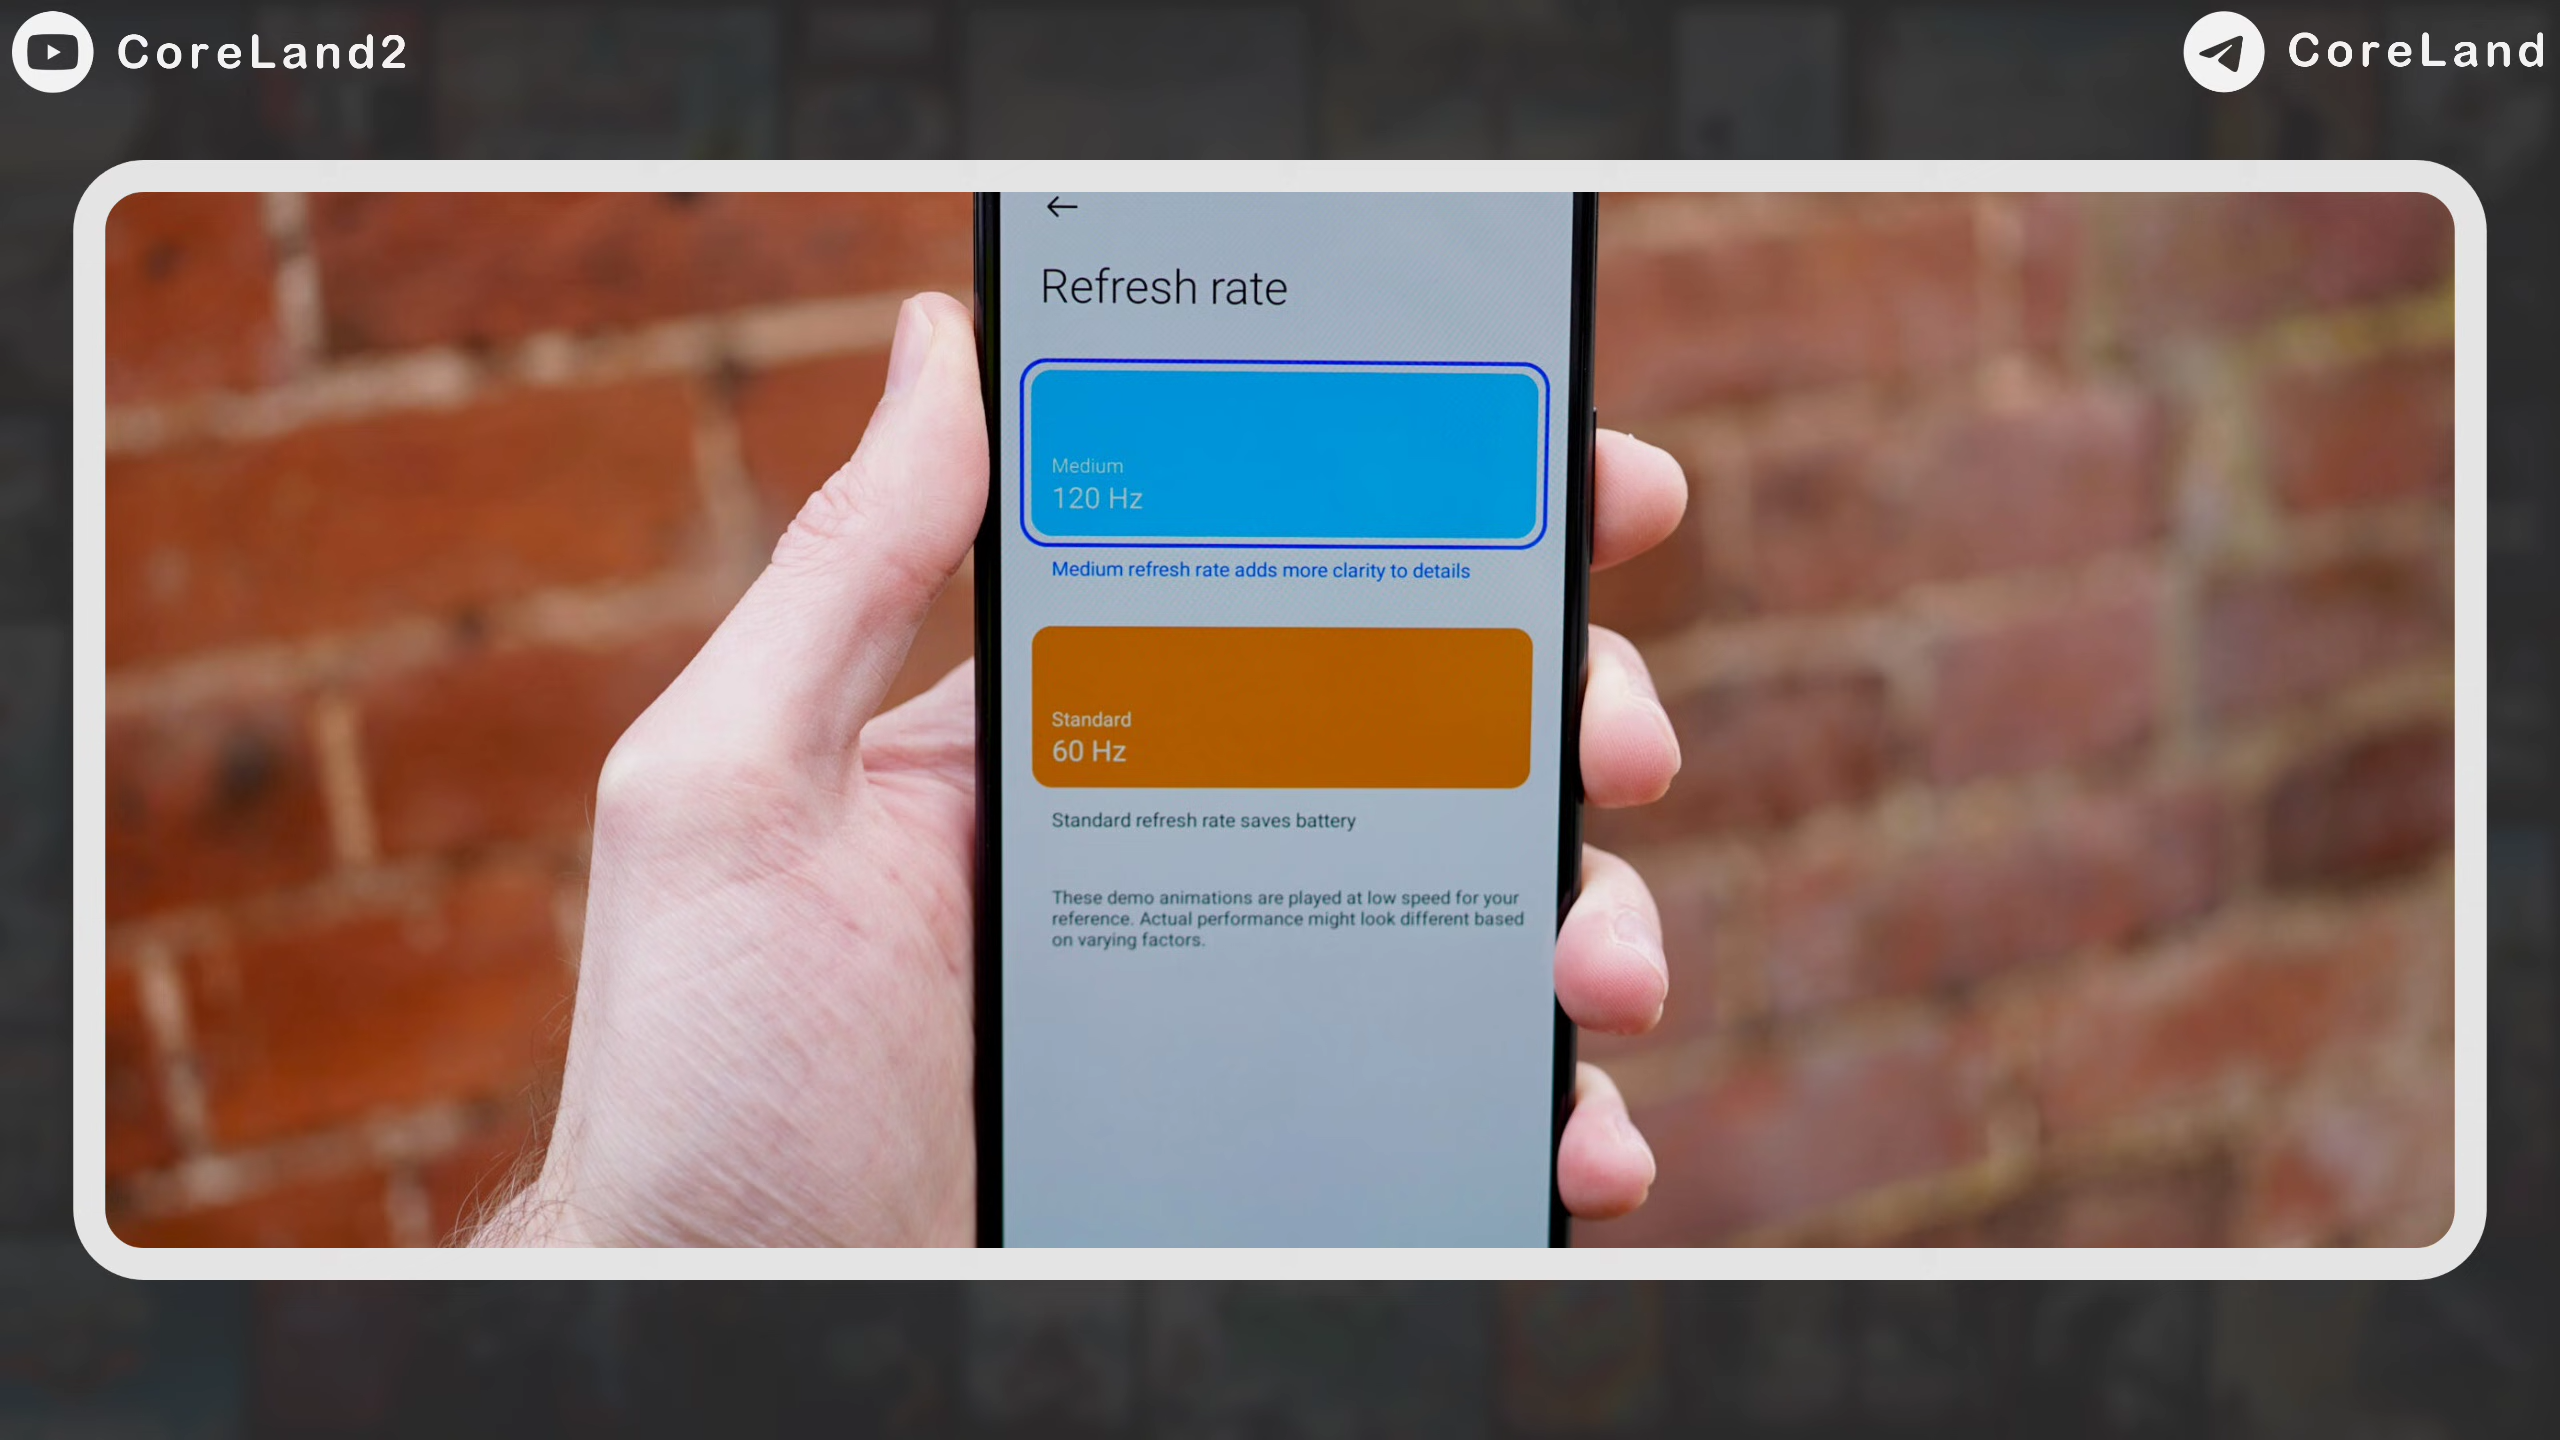 CoreLand2
CoreLand
Refresh rate
Medium
120 Hz
Medium refresh rate adds more clarity to details
Standard
60 Hz
Standard refresh rate saves battery
These demo animations are played at low speed for your
reference. Actual performance might look different based
on varying factors.